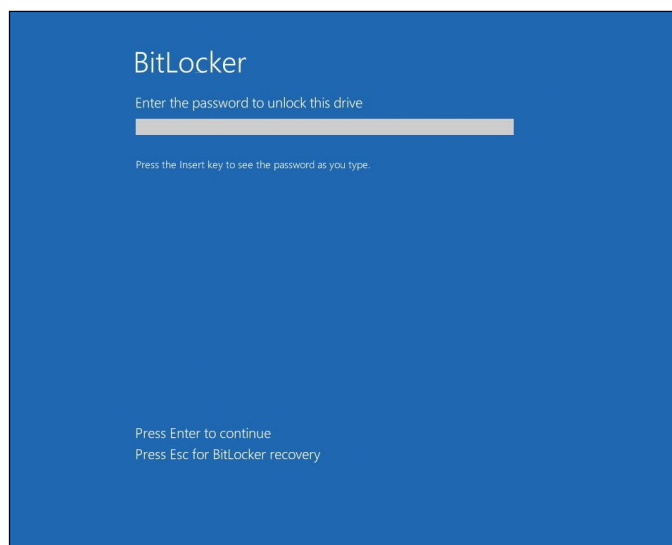 BitLocker
Enter the password to unlock this drive
Press the Insert key to see the password as you type.
Press Enter to continue
Press Esc for BitLocker recovery